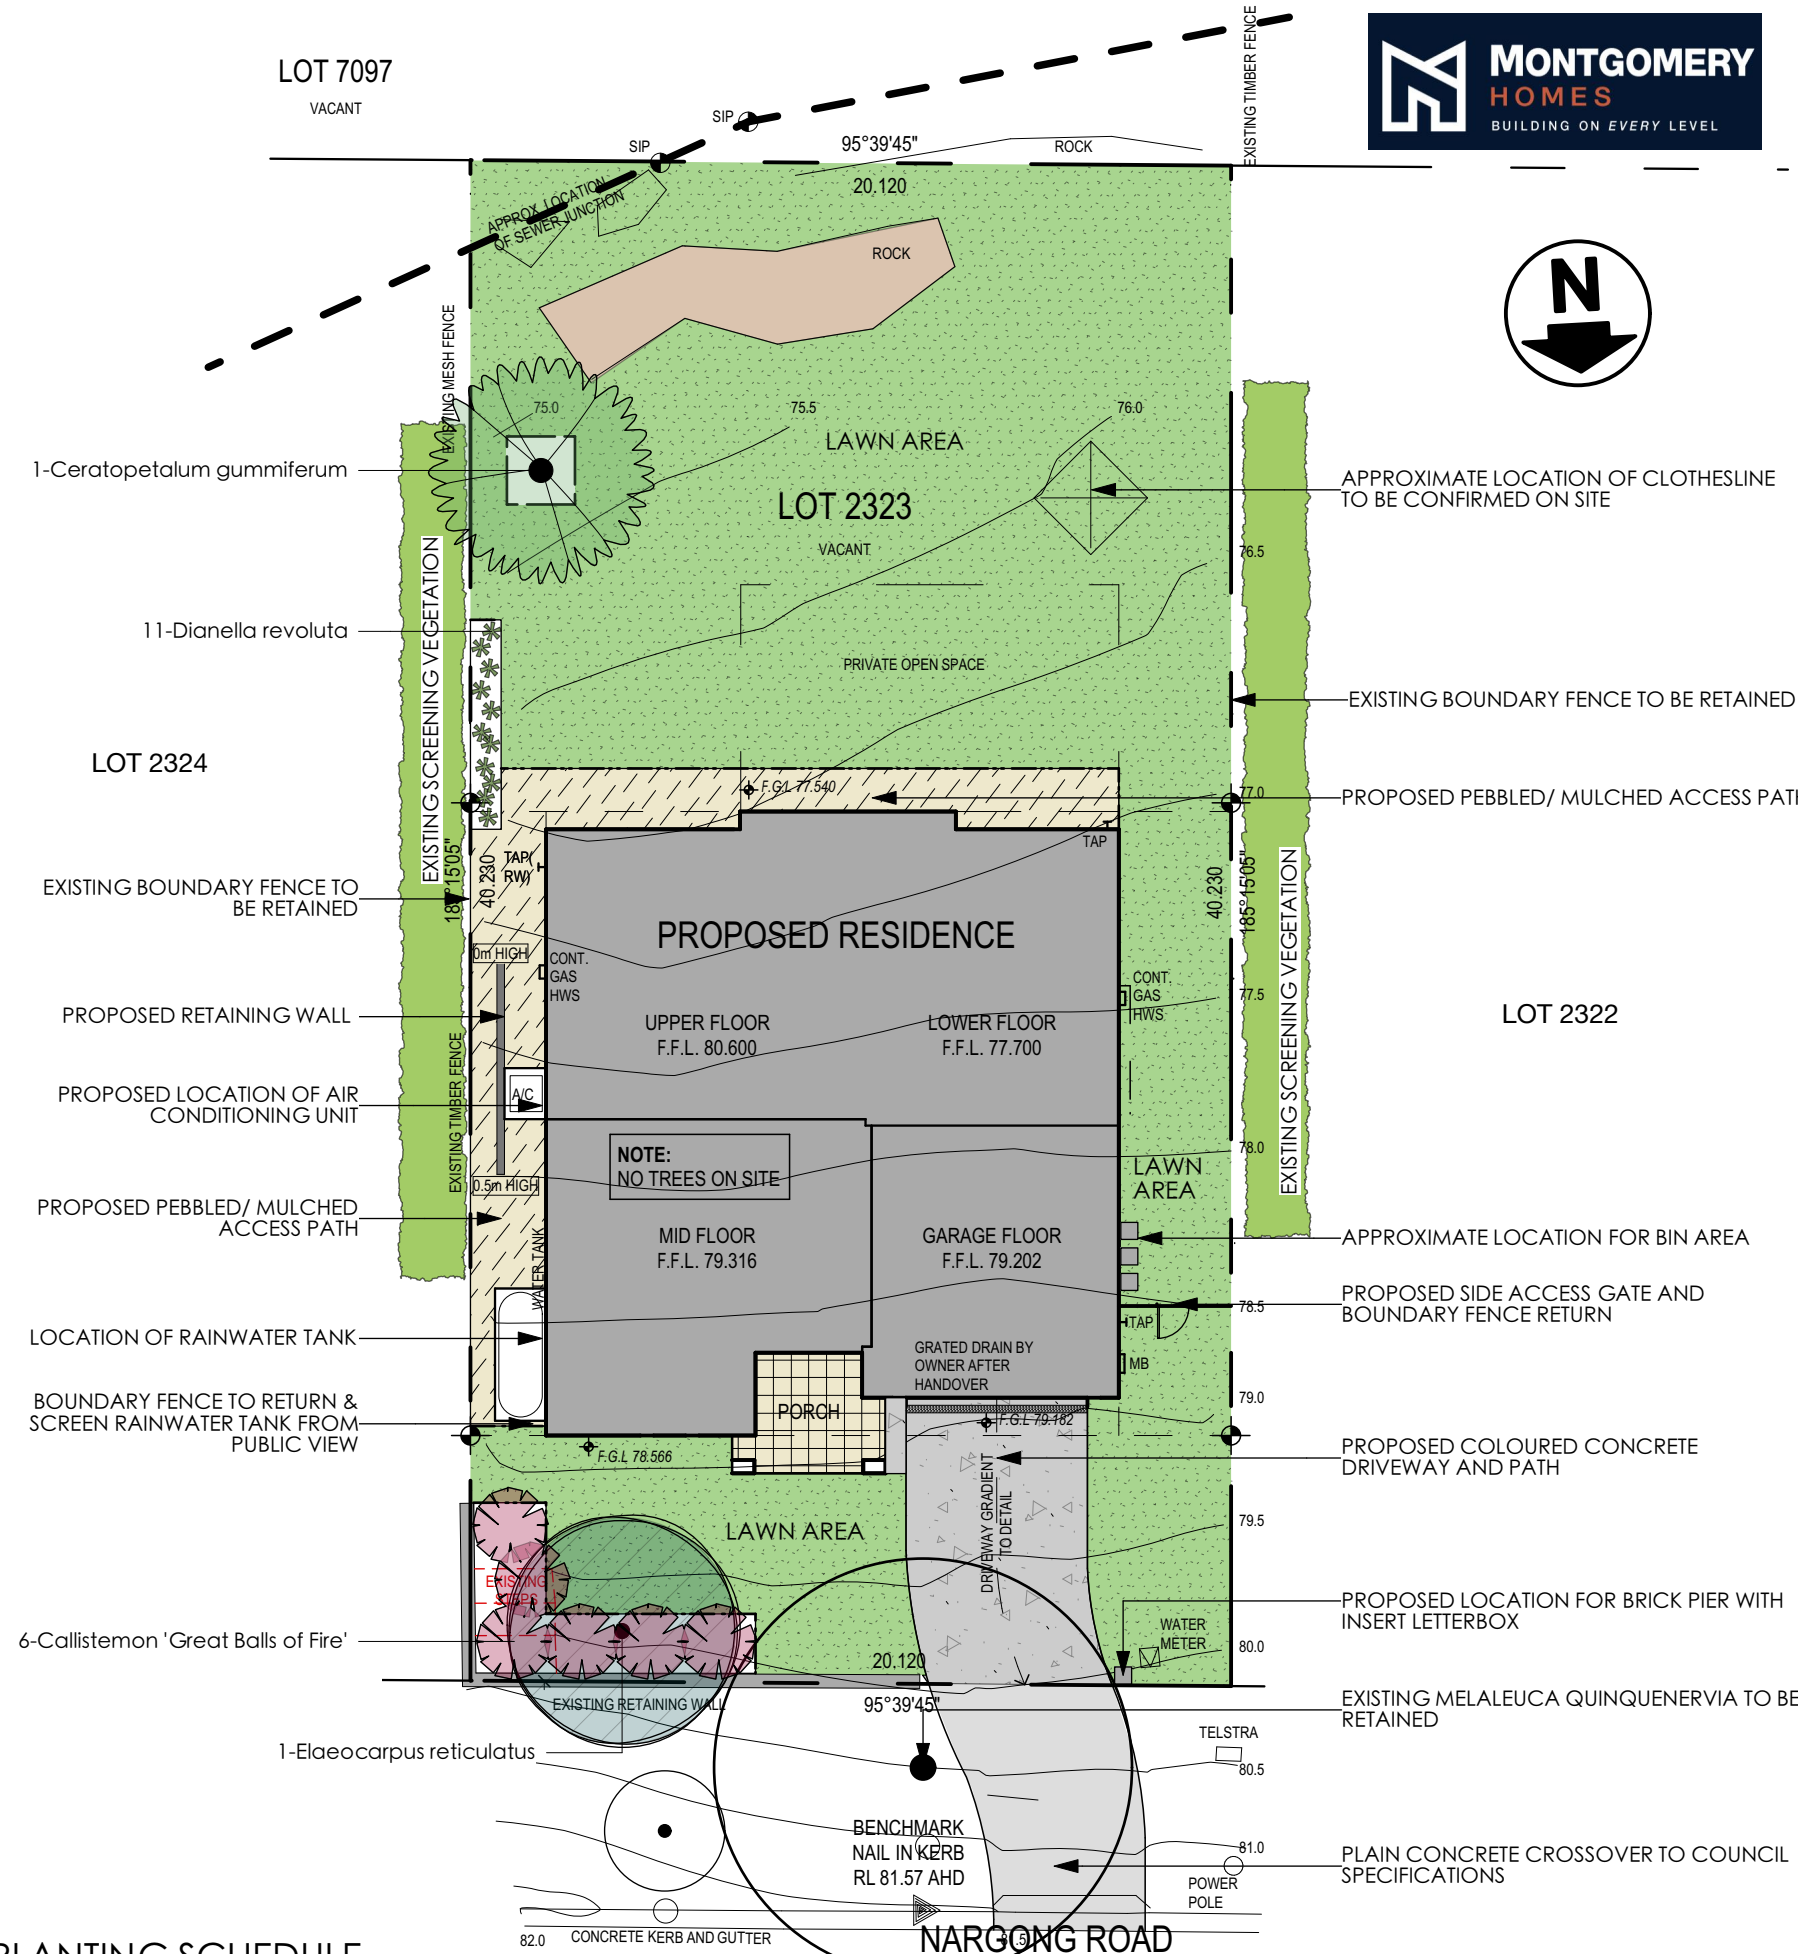 LOT 7097
VACANT
SIP
SIP
95°39'45"
20.120
ROCK
EXISTING TIMBER FENCE
MONTGOMERY
HOMES
BUILDING ON EVERY LEVEL
APPROX. LOCATION
OF SEWER JUNCTION
ROCK
N
EXISTING MESH FENCE
75.0
75.5
76.0
LAWN AREA
1-Ceratopetalum gummiferum
LOT 2323
VACANT
APPROXIMATE LOCATION OF CLOTHESLINE
TO BE CONFIRMED ON SITE
76.5
EXISTING SCREENING VEGETATION
11-Dianella revoluta
PRIVATE OPEN SPACE
EXISTING BOUNDARY FENCE TO BE RETAINED
LOT 2324
F.G.L 77.540
77.0
PROPOSED PEBBLED/ MULCHED ACCESS PATH
TAP
TAP(
RW)
40.230
EXISTING BOUNDARY FENCE TO
BE RETAINED
PROPOSED RESIDENCE
40.230
185°15'05"
EXISTING SCREENING VEGETATION
0m HIGH
CONT.
GAS
HWS
CONT.
GAS
HWS
77.5
PROPOSED RETAINING WALL
UPPER FLOOR
F.F.L. 80.600
LOWER FLOOR
F.F.L. 77.700
LOT 2322
EXISTING TIMBER FENCE
PROPOSED LOCATION OF AIR
CONDITIONING UNIT
A/C
NOTE:
NO TREES ON SITE
78.0
LAWN
AREA
0.5m HIGH
PROPOSED PEBBLED/ MULCHED
ACCESS PATH
MID FLOOR
F.F.L. 79.316
GARAGE FLOOR
F.F.L. 79.202
APPROXIMATE LOCATION FOR BIN AREA
WATER TANK
PROPOSED SIDE ACCESS GATE AND
BOUNDARY FENCE RETURN
78.5
TAP
LOCATION OF RAINWATER TANK
GRATED DRAIN BY
OWNER AFTER
HANDOVER
MB
79.0
BOUNDARY FENCE TO RETURN &
SCREEN RAINWATER TANK FROM
PUBLIC VIEW
PORCH
F.G.L 79.182
F.G.L 78.566
PROPOSED COLOURED CONCRETE
DRIVEWAY AND PATH
DRIVEWAY GRADIENT
TO DETAIL
LAWN AREA
79.5
EXISTING
STEPS
PROPOSED LOCATION FOR BRICK PIER WITH
INSERT LETTERBOX
WATER
METER
80.0
6-Callistemon 'Great Balls of Fire'
20.120
EXISTING RETAINING WALL
95°39'45"
EXISTING MELALEUCA QUINQUENERVIA TO BE
RETAINED
1-Elaeocarpus reticulatus
TELSTRA
80.5
BENCHMARK
NAIL IN KERB
RL 81.57 AHD
81.0
PLAIN CONCRETE CROSSOVER TO COUNCIL
SPECIFICATIONS
POWER
POLE
82.0
CONCRETE KERB AND GUTTER
81.5
NARGONG ROAD